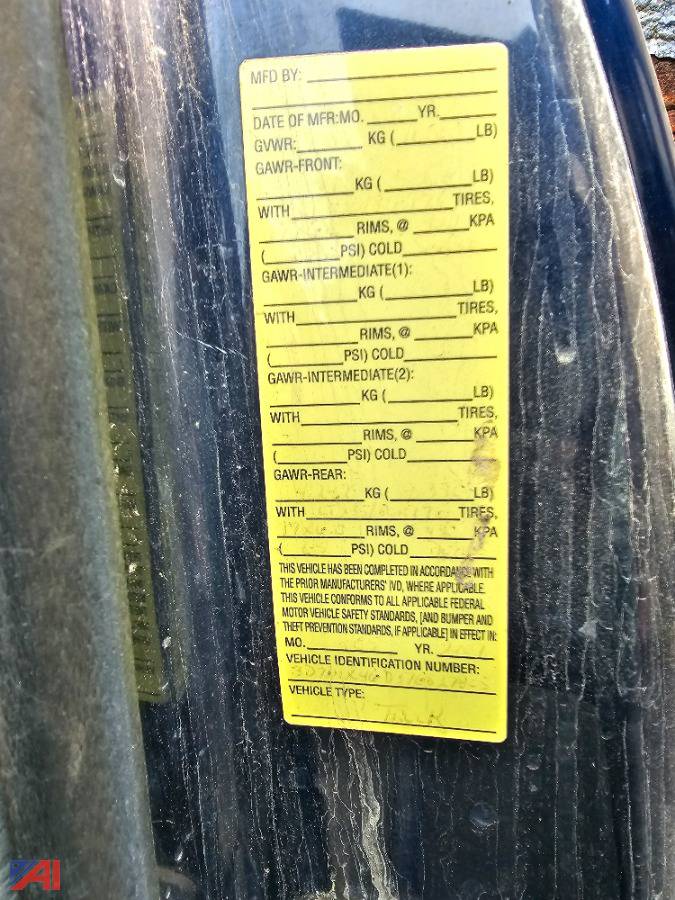 MFD BY:
DATE OF MFR:MO. YR.
GVWR: KG ( LB)
GAWR-FRONT:
KG ( LB)
WITH TIRES,
RIMS, @ KPA
( PSI) COLD
GAWR-INTERMEDIATE(1):
KG ( LB)
WITH TIRES,
RIMS, @ KPA
( PSI) COLD
GAWR-INTERMEDIATE(2):
KG ( LB)
WITH TIRES,
RIMS, @ KPA
( PSI) COLD
GAWR-REAR:
KG ( LB)
WITH TIRES,
RIMS, @ KPA
( PSI) COLD
THIS VEHICLE HAS BEEN COMPLETED IN ACCORDANCE WITH
THE PRIOR MANUFACTURERS' IVD, WHERE APPLICABLE.
THIS VEHICLE CONFORMS TO ALL APPLICABLE FEDERAL
MOTOR VEHICLE SAFETY STANDARDS, [AND BUMPER AND
THEFT PREVENTION STANDARDS, IF APPLICABLE] IN EFFECT IN:
MO. YR.
VEHICLE IDENTIFICATION NUMBER:
VEHICLE TYPE:
TRUCK
AI